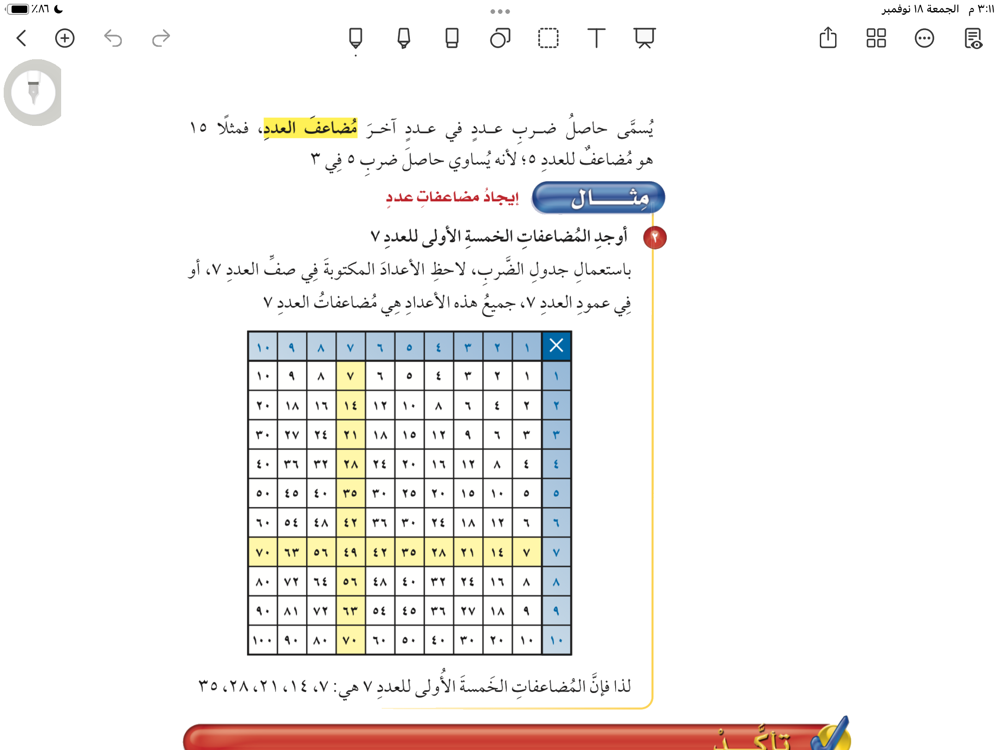 ٣:١١ م الجمعة ١٨ نوفمبر
٪٨٦
يُسمَّى حاصلُ ضـربِ عـددٍ في عـددٍ آخـرَ مُضاعفَ العددِ، فمثلًا ١٥
هو مُضاعفٌ للعددِ ٥؛ لأنه يُساوي حاصلَ ضربِ ٥ فِي ٣
مِثـــــال إيجادُ مضاعفاتِ عددٍ
٢ أوجدِ المُضاعفاتِ الخمسةِ الأولى للعددِ ٧
باستعمالِ جدولِ الضَّربِ، لاحظِ الأعدادَ المكتوبةَ فِي صفِّ العددِ ٧، أو
فِي عمودِ العددِ ٧، جميعُ هذه الأعدادِ هِي مُضاعفاتُ العددِ ٧
× ١ ٢ ٣ ٤ ٥ ٦ ٧ ٨ ٩ ١٠
١ ١ ٢ ٣ ٤ ٥ ٦ ٧ ٨ ٩ ١٠
٢ ٢ ٤ ٦ ٨ ١٠ ١٢ ١٤ ١٦ ١٨ ٢٠
٣ ٣ ٦ ٩ ١٢ ١٥ ١٨ ٢١ ٢٤ ٢٧ ٣٠
٤ ٤ ٨ ١٢ ١٦ ٢٠ ٢٤ ٢٨ ٣٢ ٣٦ ٤٠
٥ ٥ ١٠ ١٥ ٢٠ ٢٥ ٣٠ ٣٥ ٤٠ ٤٥ ٥٠
٦ ٦ ١٢ ١٨ ٢٤ ٣٠ ٣٦ ٤٢ ٤٨ ٥٤ ٦٠
٧ ٧ ١٤ ٢١ ٢٨ ٣٥ ٤٢ ٤٩ ٥٦ ٦٣ ٧٠
٨ ٨ ١٦ ٢٤ ٣٢ ٤٠ ٤٨ ٥٦ ٦٤ ٧٢ ٨٠
٩ ٩ ١٨ ٢٧ ٣٦ ٤٥ ٥٤ ٦٣ ٧٢ ٨١ ٩٠
١٠ ١٠ ٢٠ ٣٠ ٤٠ ٥٠ ٦٠ ٧٠ ٨٠ ٩٠ ١٠٠
لذا فإنَّ المُضاعفاتِ الخَمسةَ الأُولى للعددِ ٧ هي: ٧، ١٤، ٢١، ٢٨، ٣٥
تأكَّـــدْ